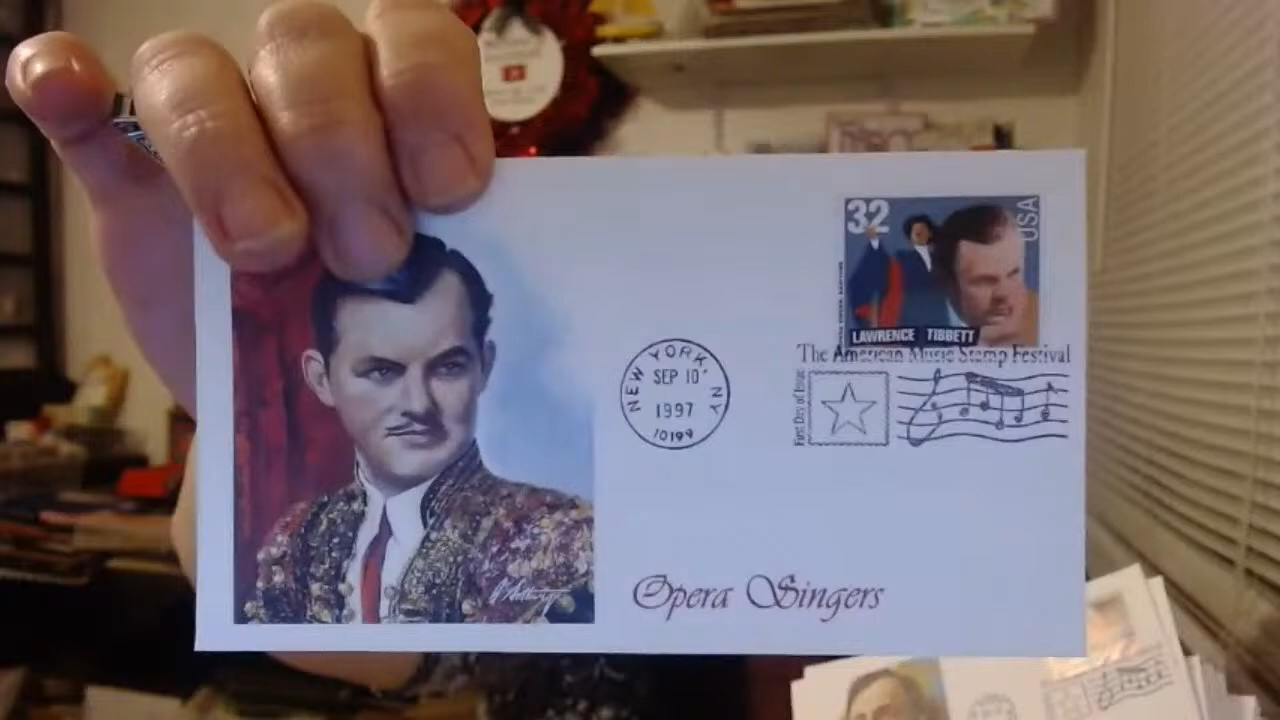 32
USA
LAWRENCE TIBBETT
The American Music Stamp Festival
First Day of Issue
NEW YORK, NY
SEP 10
1997
10199
Opera Singers